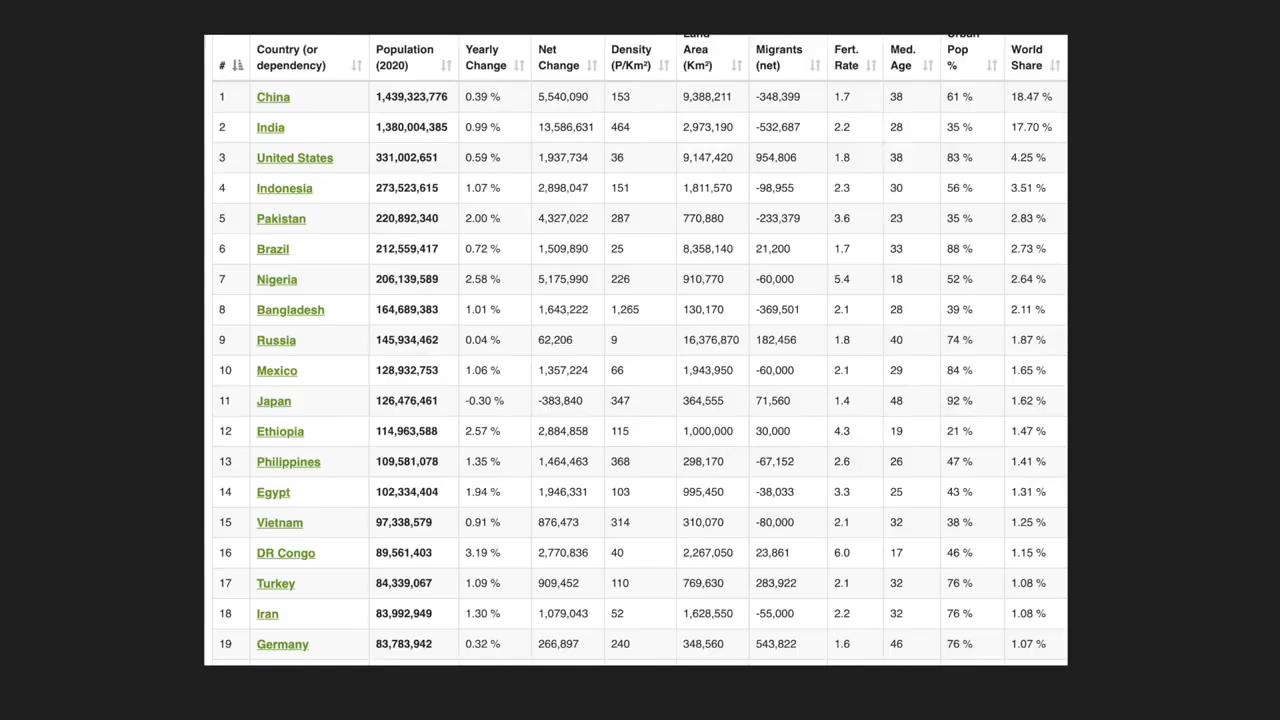 # Country (or dependency) Population (2020) Yearly Change Net Change Density (P/Km²) Land Area (Km²) Migrants (net) Fert. Rate Med. Age Urban Pop % World Share
1 China 1,439,323,776 0.39 % 5,540,090 153 9,388,211 -348,399 1.7 38 61 % 18.47 %
2 India 1,380,004,385 0.99 % 13,586,631 464 2,973,190 -532,687 2.2 28 35 % 17.70 %
3 United States 331,002,651 0.59 % 1,937,734 36 9,147,420 954,806 1.8 38 83 % 4.25 %
4 Indonesia 273,523,615 1.07 % 2,898,047 151 1,811,570 -98,955 2.3 30 56 % 3.51 %
5 Pakistan 220,892,340 2.00 % 4,327,022 287 770,880 -233,379 3.6 23 35 % 2.83 %
6 Brazil 212,559,417 0.72 % 1,509,890 25 8,358,140 21,200 1.7 33 88 % 2.73 %
7 Nigeria 206,139,589 2.58 % 5,175,990 226 910,770 -60,000 5.4 18 52 % 2.64 %
8 Bangladesh 164,689,383 1.01 % 1,643,222 1,265 130,170 -369,501 2.1 28 39 % 2.11 %
9 Russia 145,934,462 0.04 % 62,206 9 16,376,870 182,456 1.8 40 74 % 1.87 %
10 Mexico 128,932,753 1.06 % 1,357,224 66 1,943,950 -60,000 2.1 29 84 % 1.65 %
11 Japan 126,476,461 -0.30 % -383,840 347 364,555 71,560 1.4 48 92 % 1.62 %
12 Ethiopia 114,963,588 2.57 % 2,884,858 115 1,000,000 30,000 4.3 19 21 % 1.47 %
13 Philippines 109,581,078 1.35 % 1,464,463 368 298,170 -67,152 2.6 26 47 % 1.41 %
14 Egypt 102,334,404 1.94 % 1,946,331 103 995,450 -38,033 3.3 25 43 % 1.31 %
15 Vietnam 97,338,579 0.91 % 876,473 314 310,070 -80,000 2.1 32 38 % 1.25 %
16 DR Congo 89,561,403 3.19 % 2,770,836 40 2,267,050 23,861 6.0 17 46 % 1.15 %
17 Turkey 84,339,067 1.09 % 909,452 110 769,630 283,922 2.1 32 76 % 1.08 %
18 Iran 83,992,949 1.30 % 1,079,043 52 1,628,550 -55,000 2.2 32 76 % 1.08 %
19 Germany 83,783,942 0.32 % 266,897 240 348,560 543,822 1.6 46 76 % 1.07 %